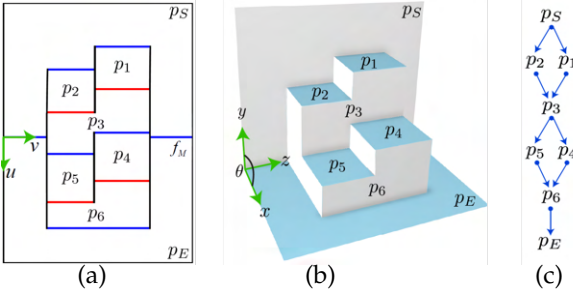 p_S
p_1
p_2
p_3
v
f_M
u
p_4
p_5
p_6
p_E
(a)
p_S
p_1
p_2
y
p_3
p_4
z
p_5
θ
p_6
x
p_E
(b)
p_S
p_2 p_1
p_3
p_5 p_4
p_6
p_E
(c)